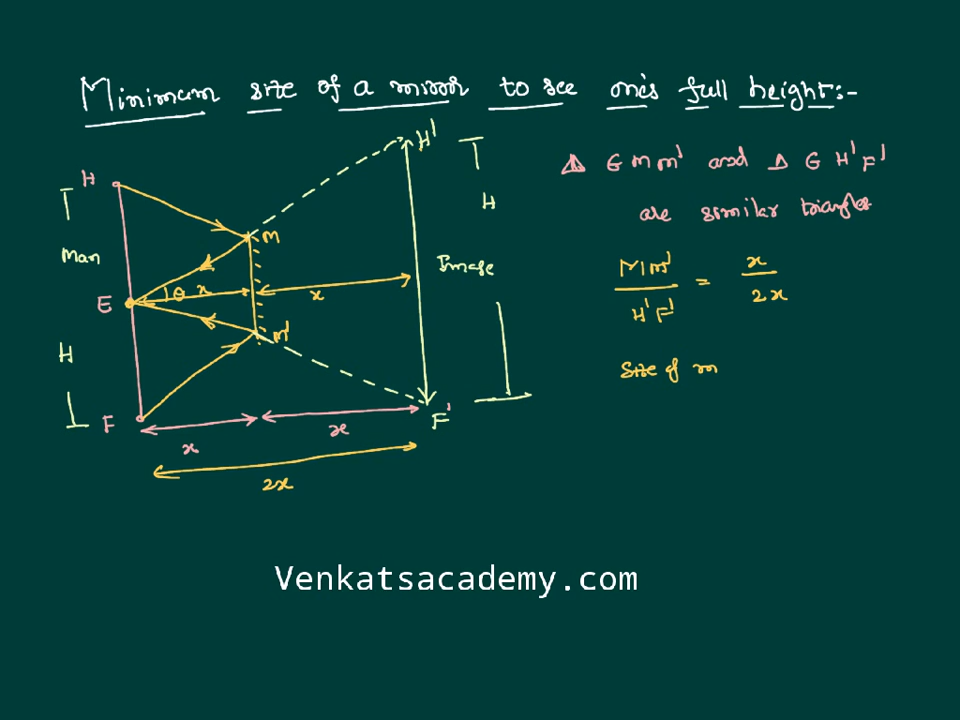 Minimum size of a mirror to see one's full height:-
H'
H
H
Man
M
E
θ x
x
Image
H
M'
F
F'
x
x
2x
Δ E M M' and Δ E H' F'
are similar triangles
MM' / H'F' = x / 2x
Size of m
Venkatsacademy.com